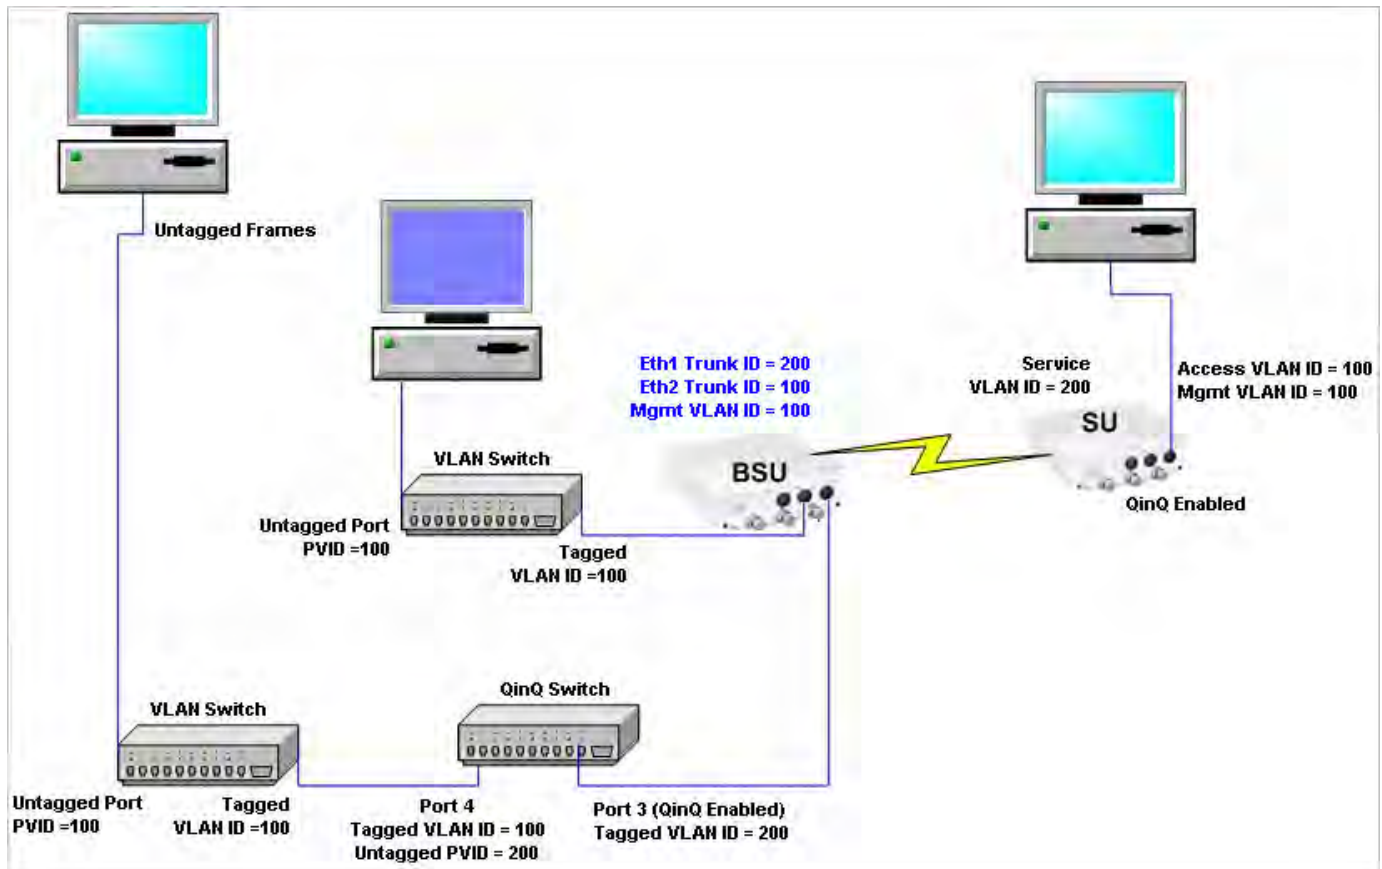 Untagged Frames
Eth1 Trunk ID = 200
Eth2 Trunk ID = 100
Mgmt VLAN ID = 100
Service
VLAN ID = 200
Access VLAN ID = 100
Mgmt VLAN ID = 100
SU
QinQ Enabled
BSU
VLAN Switch
Untagged Port
PVID =100
Tagged
VLAN ID =100
QinQ Switch
VLAN Switch
Untagged Port
PVID =100
Tagged
VLAN ID =100
Port 4
Tagged VLAN ID = 100
Untagged PVID = 200
Port 3 (QinQ Enabled)
Tagged VLAN ID = 200